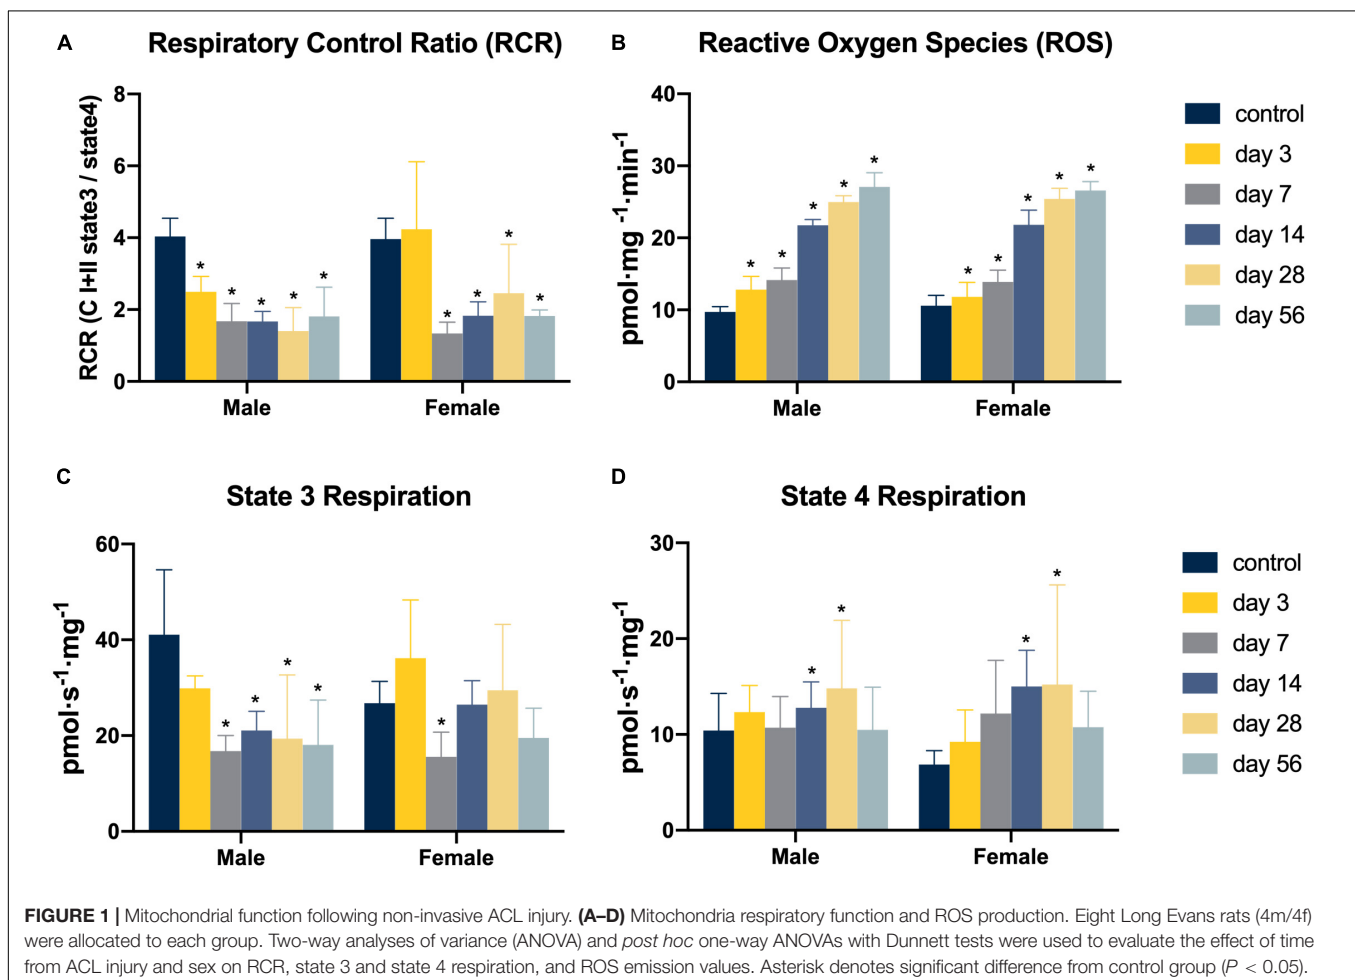 A Respiratory Control Ratio (RCR)
RCR (C I+II state3 / state4)
8
6
4
2
0
* * * * * * * * *
Male Female
B Reactive Oxygen Species (ROS)
pmol·mg⁻¹·min⁻¹
40
30
20
10
0
* * * * * * * * * *
Male Female
control
day 3
day 7
day 14
day 28
day 56
C State 3 Respiration
pmol·s⁻¹·mg⁻¹
60
40
20
0
* * * * *
Male Female
D State 4 Respiration
pmol·s⁻¹·mg⁻¹
30
20
10
0
* * * *
Male Female
control
day 3
day 7
day 14
day 28
day 56
FIGURE 1 | Mitochondrial function following non-invasive ACL injury. (A–D) Mitochondria respiratory function and ROS production. Eight Long Evans rats (4m/4f)
were allocated to each group. Two-way analyses of variance (ANOVA) and post hoc one-way ANOVAs with Dunnett tests were used to evaluate the effect of time
from ACL injury and sex on RCR, state 3 and state 4 respiration, and ROS emission values. Asterisk denotes significant difference from control group (P < 0.05).